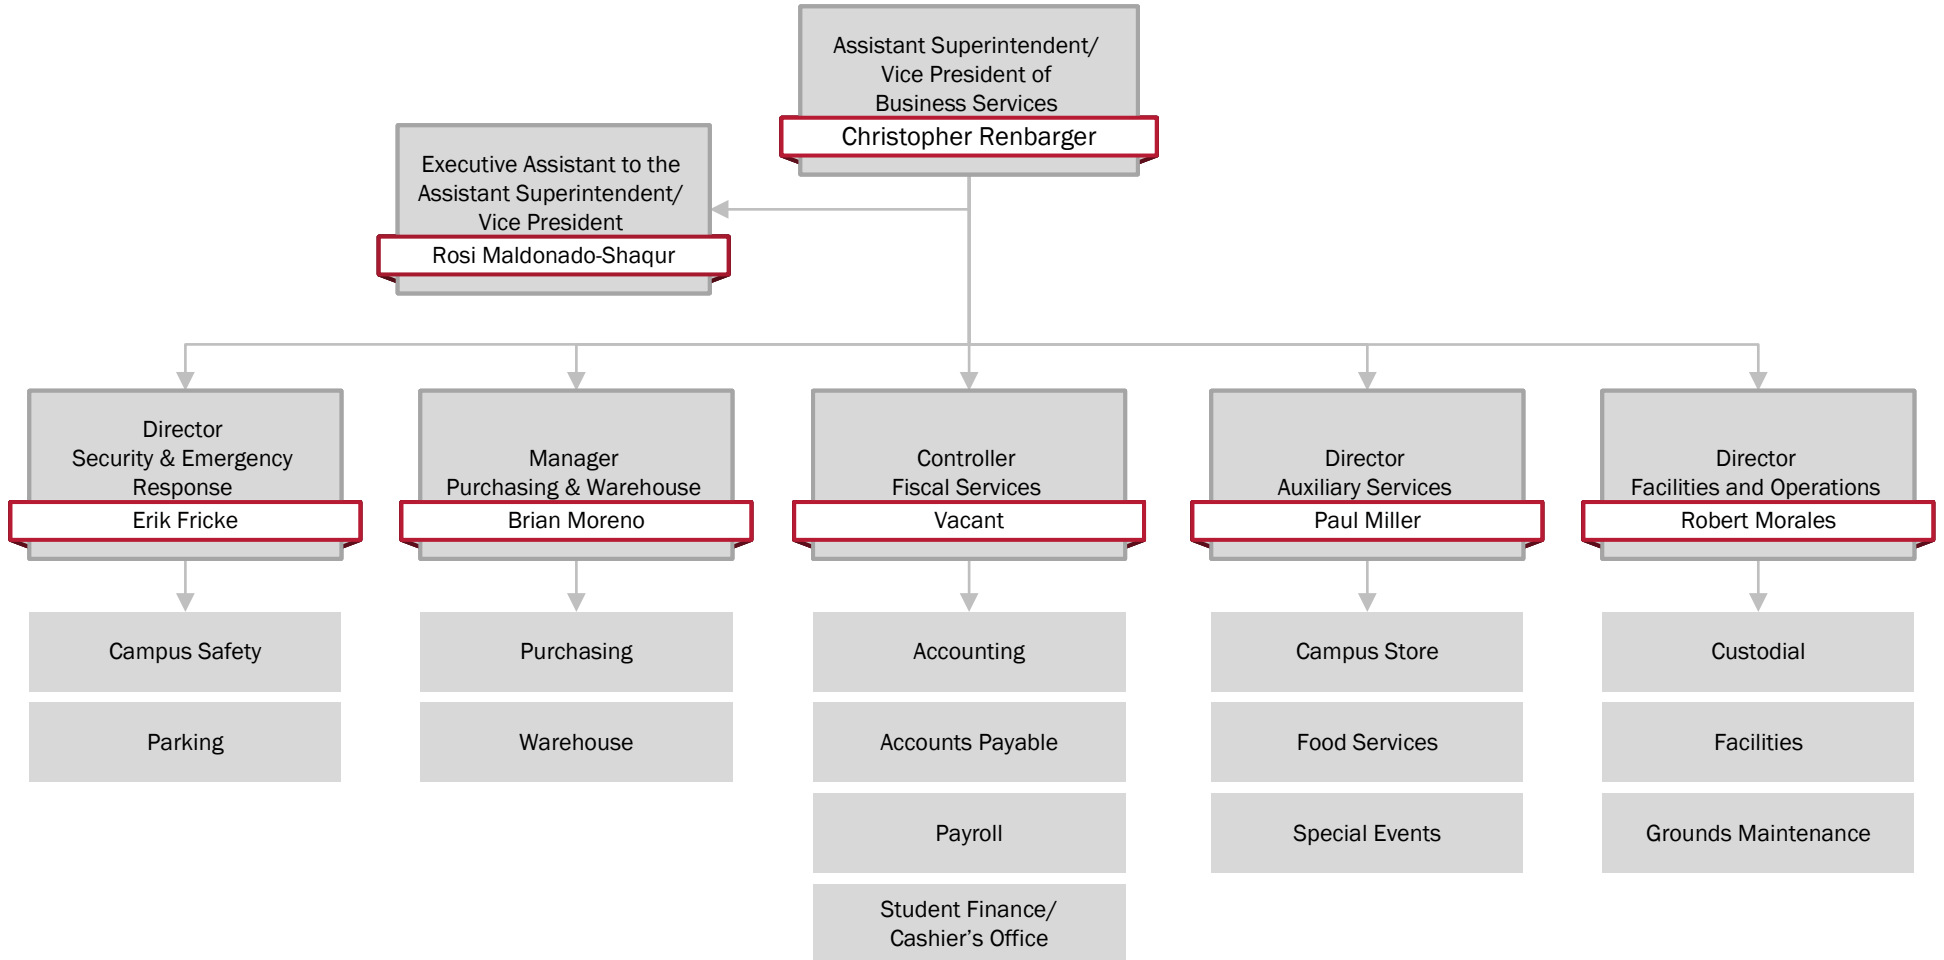 Assistant Superintendent/
Vice President of
Business Services
Christopher Renbarger
Executive Assistant to the
Assistant Superintendent/
Vice President
Rosi Maldonado-Shaqur
Director
Security & Emergency
Response
Erik Fricke
Manager
Purchasing & Warehouse
Brian Moreno
Controller
Fiscal Services
Vacant
Director
Auxiliary Services
Paul Miller
Director
Facilities and Operations
Robert Morales
Campus Safety
Parking
Purchasing
Warehouse
Accounting
Accounts Payable
Payroll
Student Finance/
Cashier’s Office
Campus Store
Food Services
Special Events
Custodial
Facilities
Grounds Maintenance